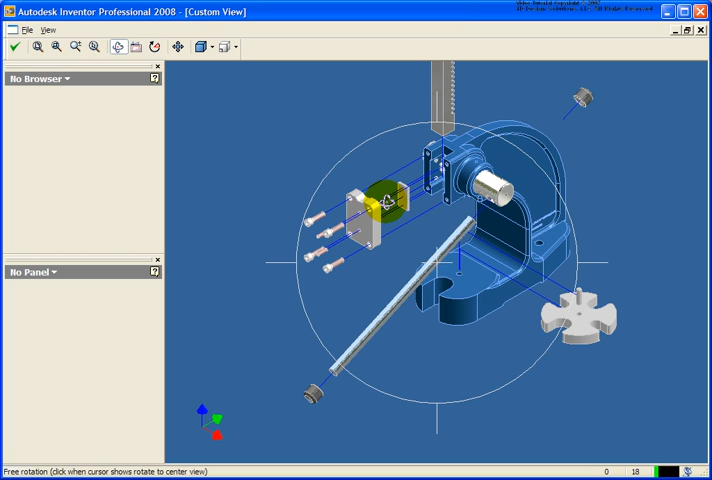 Autodesk Inventor Professional 2008 - [Custom View]
File View
No Browser
No Panel
Free rotation (click when cursor shows rotate to center view)
0 18